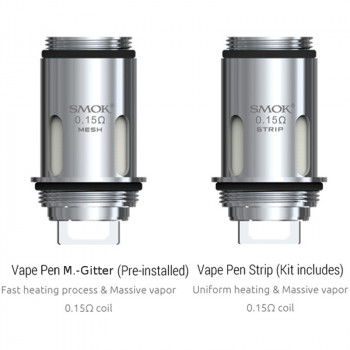 SMOK®
0.15Ω
MESH
SMOK®
0.15Ω
STRIP
Vape Pen M.-Gitter (Pre-installed)
Fast heating process & Massive vapor
0.15Ω coil
Vape Pen Strip (Kit includes)
Uniform heating & Massive vapor
0.15Ω coil